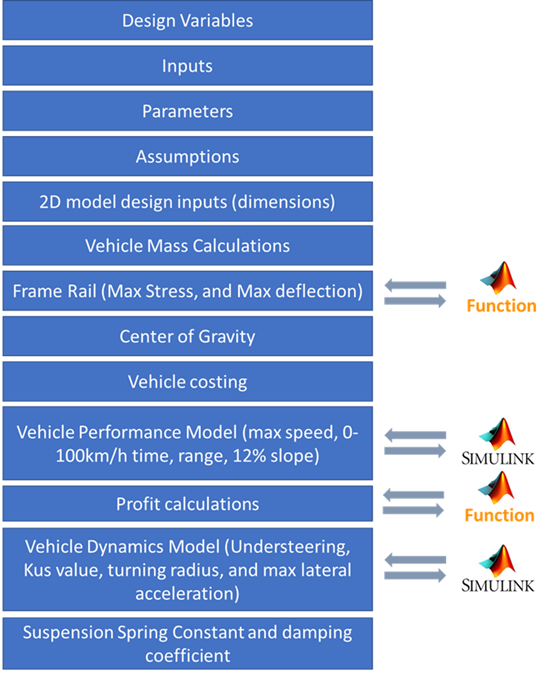 Design Variables
Inputs
Parameters
Assumptions
2D model design inputs (dimensions)
Vehicle Mass Calculations
Frame Rail (Max Stress, and Max deflection)
Function
Center of Gravity
Vehicle costing
Vehicle Performance Model (max speed, 0-
100km/h time, range, 12% slope)
SIMULINK
Profit calculations
Function
Vehicle Dynamics Model (Understeering,
Kus value, turning radius, and max lateral
acceleration)
SIMULINK
Suspension Spring Constant and damping
coefficient